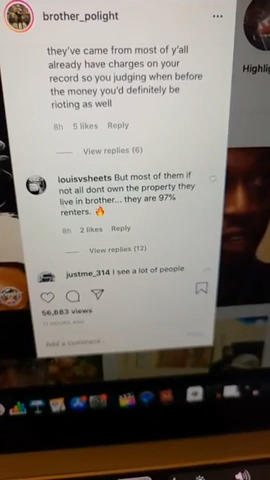 brother_polight
...
Highli
they've came from most of y'all
already have charges on your
record so you judging when before
the money you'd definitely be
rioting as well
8h 5 likes Reply
View replies (6)
louisvsheets But most of them if
not all dont own the property they
live in brother... they are 97%
renters. 🔥
8h 2 likes Reply
View replies (12)
justme_314 I see a lot of people
56,683 views
11 HOURS AGO
Add a comment...